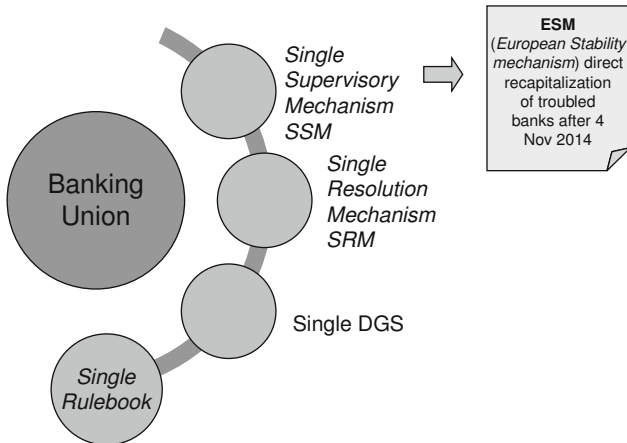 Banking
Union
Single
Supervisory
Mechanism
SSM
Single
Resolution
Mechanism
SRM
Single DGS
Single
Rulebook
ESM
(European Stability
mechanism) direct
recapitalization
of troubled
banks after 4
Nov 2014